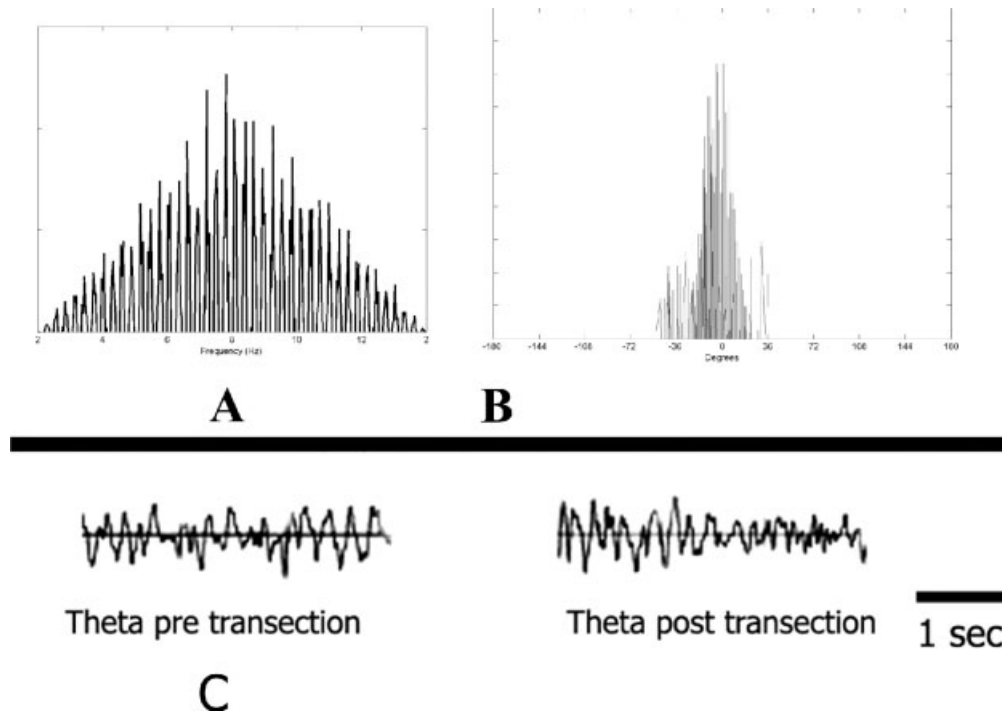 2 4 6 8 10 12 2
Frequency (Hz)
-180 -144 -108 -72 -36 0 36 72 108 144 180
Degrees
A B
Theta pre transection Theta post transection 1 sec
C